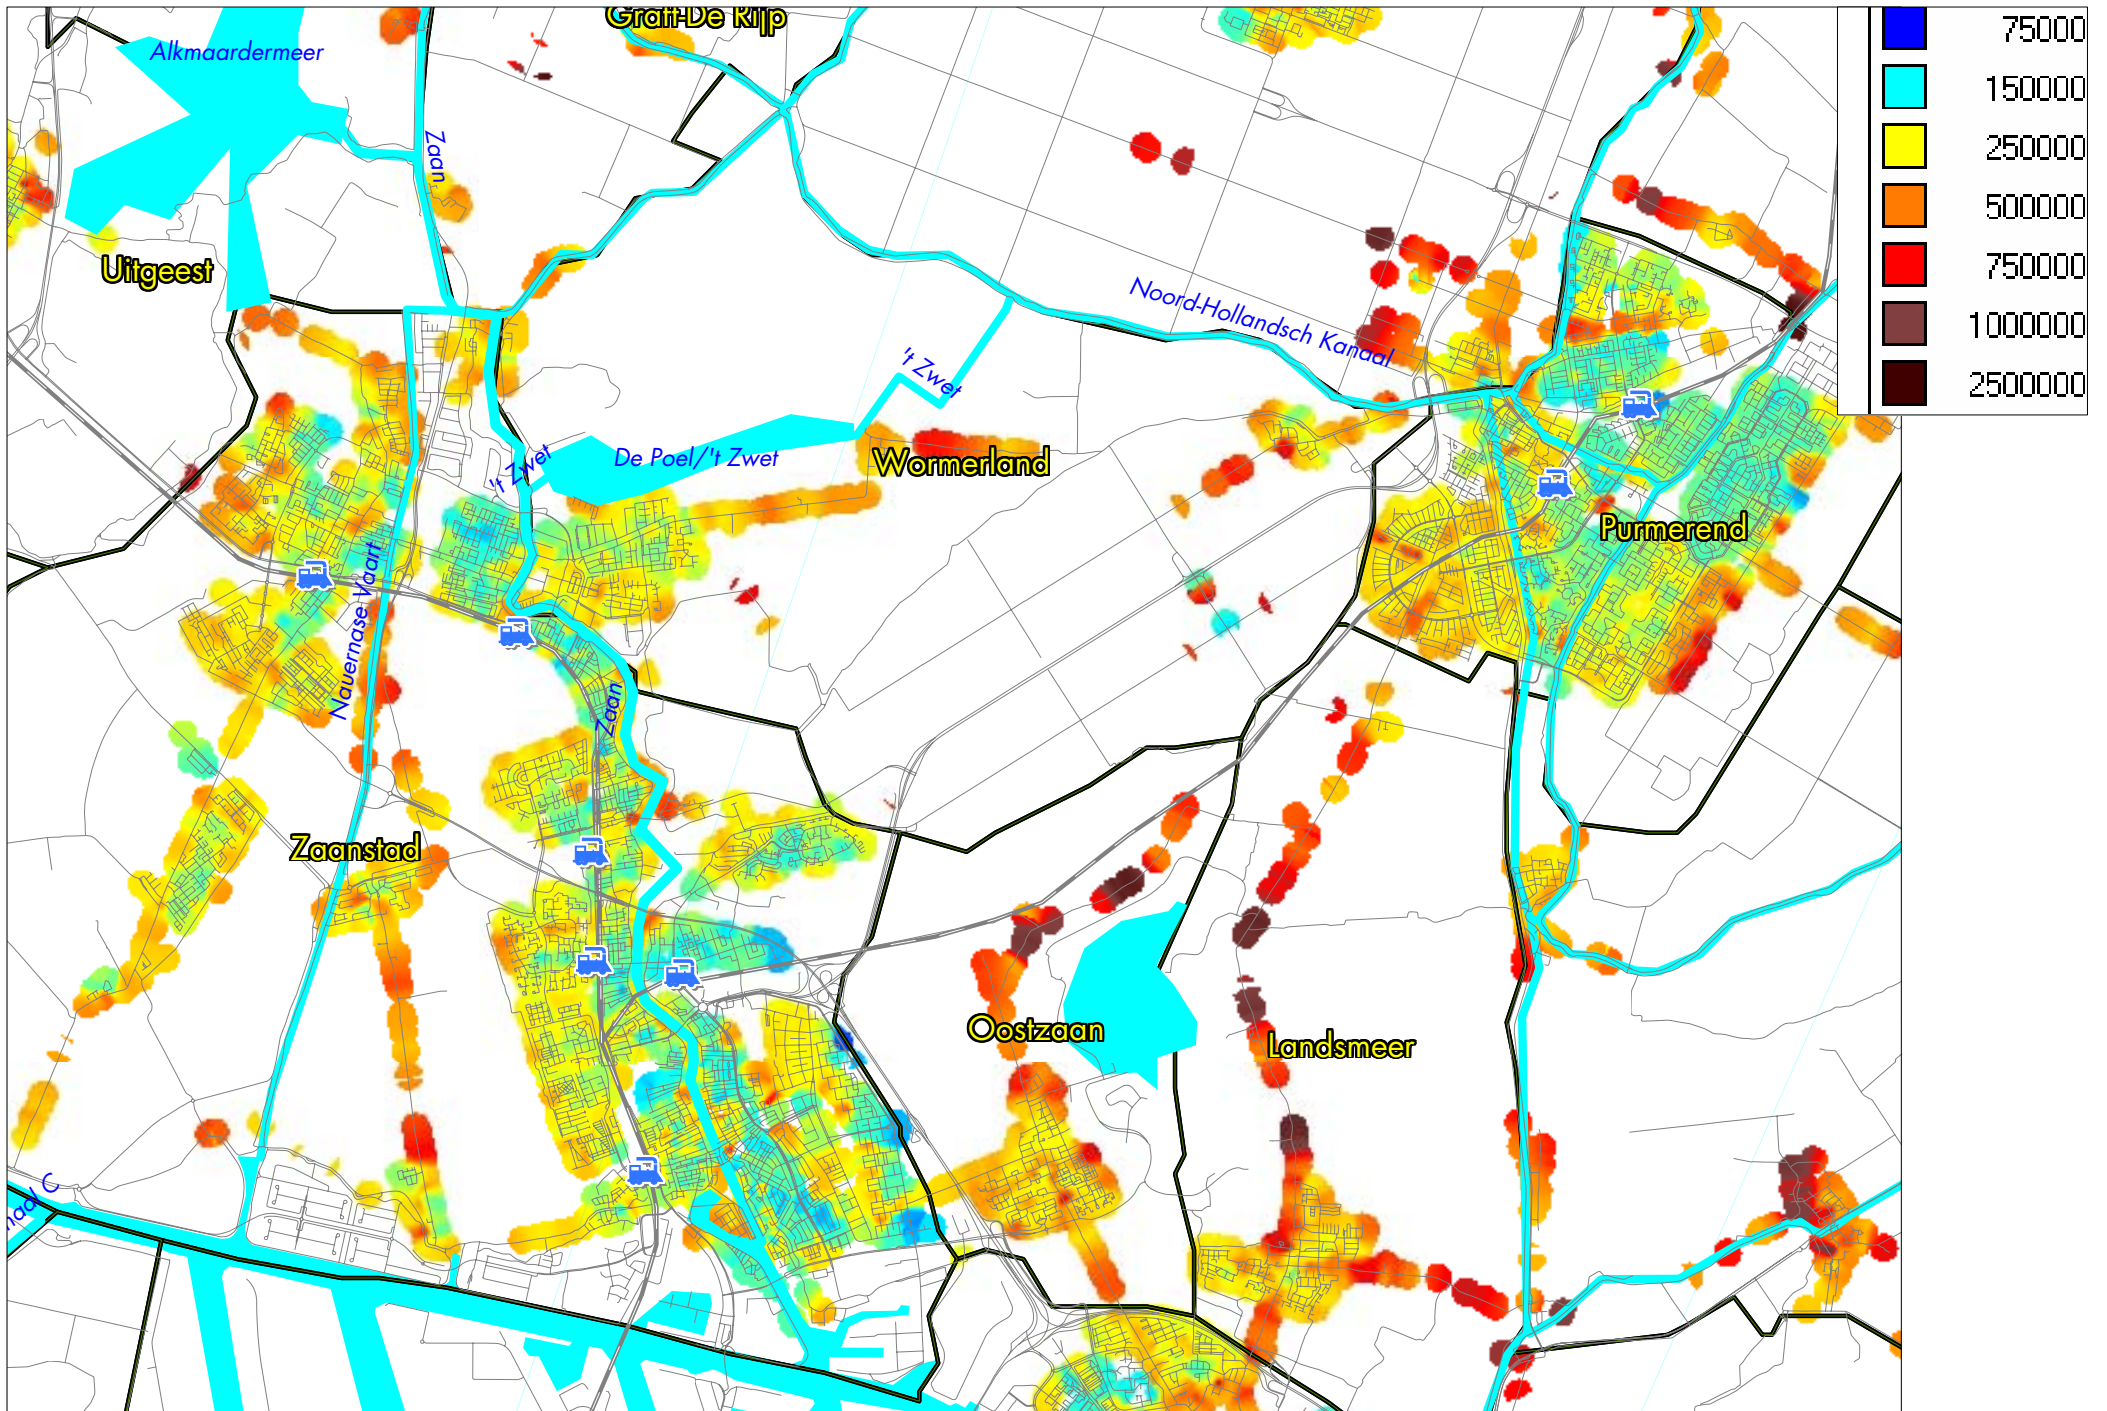 Graft-De Rijp
Alkmaardermeer
75000
150000
250000
500000
750000
1000000
2500000
Zaan
Uitgeest
Noord-Hollandsch Kanaal
't Zwet
't Zwet
De Poel/'t Zwet
Wormerland
Purmerend
Nauernase Vaart
Zaan
Zaanstad
Oostzaan
Landsmeer
naal C